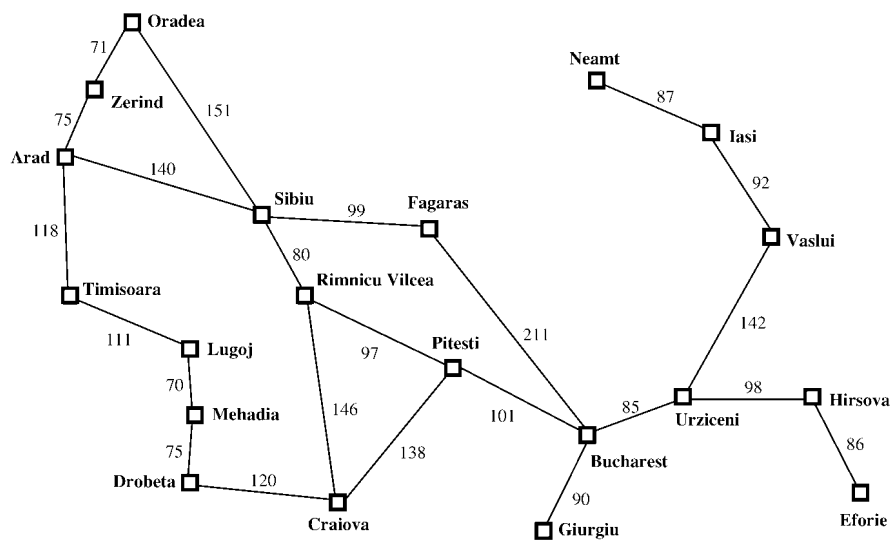 Oradea
71
Neamt
87
Zerind
151
75
Iasi
Arad
140
92
Sibiu
Fagaras
99
118
Vaslui
80
Timisoara
Rimnicu Vilcea
142
111
211
Lugoj
Pitesti
97
70
98
Hirsova
146
101
85
Mehadia
Urziceni
86
75
138
Bucharest
Drobeta
120
90
Craiova
Giurgiu
Eforie